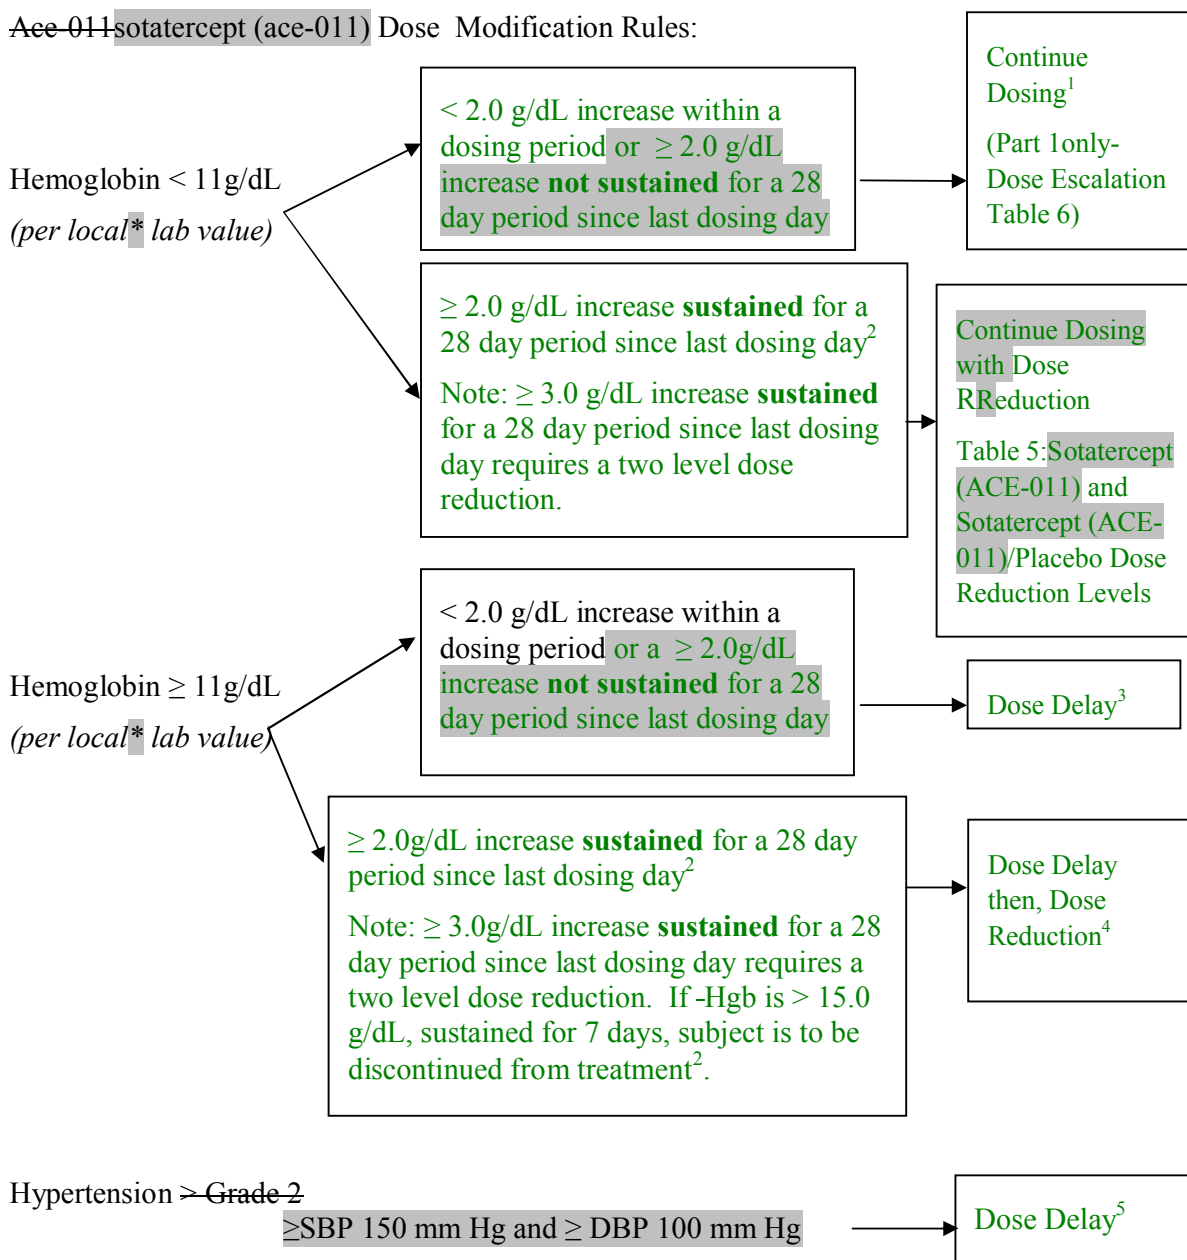 Ace-011sotatercept (ace-011) Dose  Modification Rules:
Continue
Dosing1
(Part 1only-
Dose Escalation
Table 6)
< 2.0 g/dL increase within a
dosing period or  ≥ 2.0 g/dL
increase not sustained for a 28
day period since last dosing day
Hemoglobin < 11g/dL
(per local* lab value)
≥ 2.0 g/dL increase sustained for a
28 day period since last dosing day2
Note: ≥ 3.0 g/dL increase sustained
for a 28 day period since last dosing
day requires a two level dose
reduction.
Continue Dosing
with Dose
RReduction
Table 5:Sotatercept
(ACE-011) and
Sotatercept (ACE-
011)/Placebo Dose
Reduction Levels
< 2.0 g/dL increase within a
dosing period or a  ≥ 2.0g/dL
increase not sustained for a 28
day period since last dosing day
Hemoglobin ≥ 11g/dL
(per local* lab value)
Dose Delay3
≥ 2.0g/dL increase sustained for a 28 day
period since last dosing day2
Note: ≥ 3.0g/dL increase sustained for a 28
day period since last dosing day requires a
two level dose reduction.  If -Hgb is > 15.0
g/dL, sustained for 7 days, subject is to be
discontinued from treatment2.
Dose Delay
then, Dose
Reduction4
Hypertension > Grade 2
≥SBP 150 mm Hg and ≥ DBP 100 mm Hg
Dose Delay5